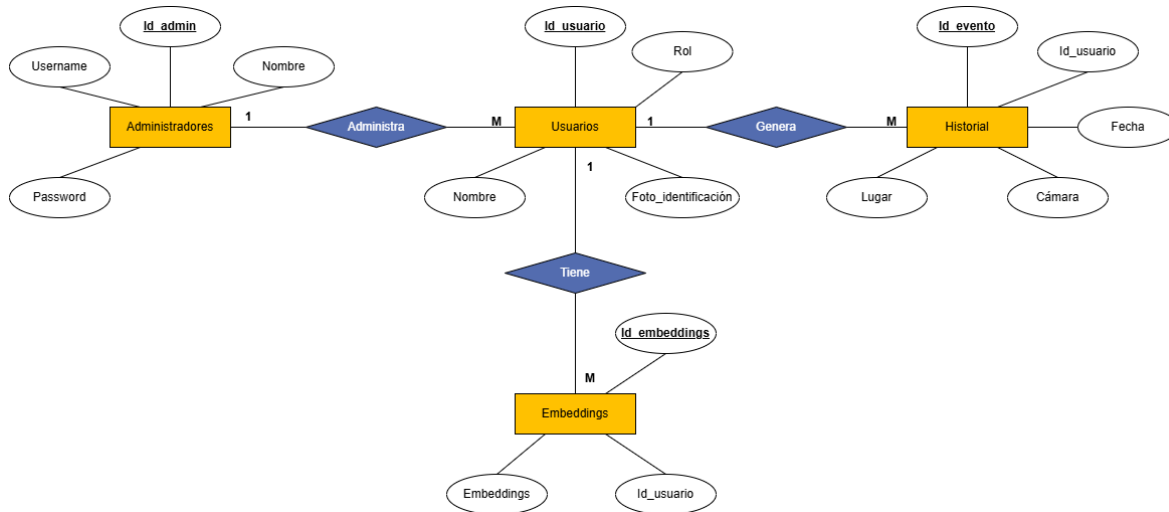 Id_admin
Id_usuario
Id_evento
Username
Nombre
Rol
Id_usuario
Administradores
1
Administra
M
Usuarios
1
Genera
M
Historial
Fecha
Password
Nombre
1
Foto_identificación
Lugar
Cámara
Tiene
Id_embeddings
M
Embeddings
Embeddings
Id_usuario